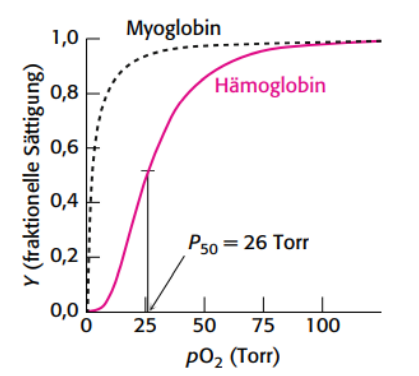 Myoglobin
Hämoglobin
Y (fraktionelle Sättigung)
1,0
0,8
0,6
0,4
0,2
0,0
P₅₀ = 26 Torr
0 25 50 75 100
pO₂ (Torr)